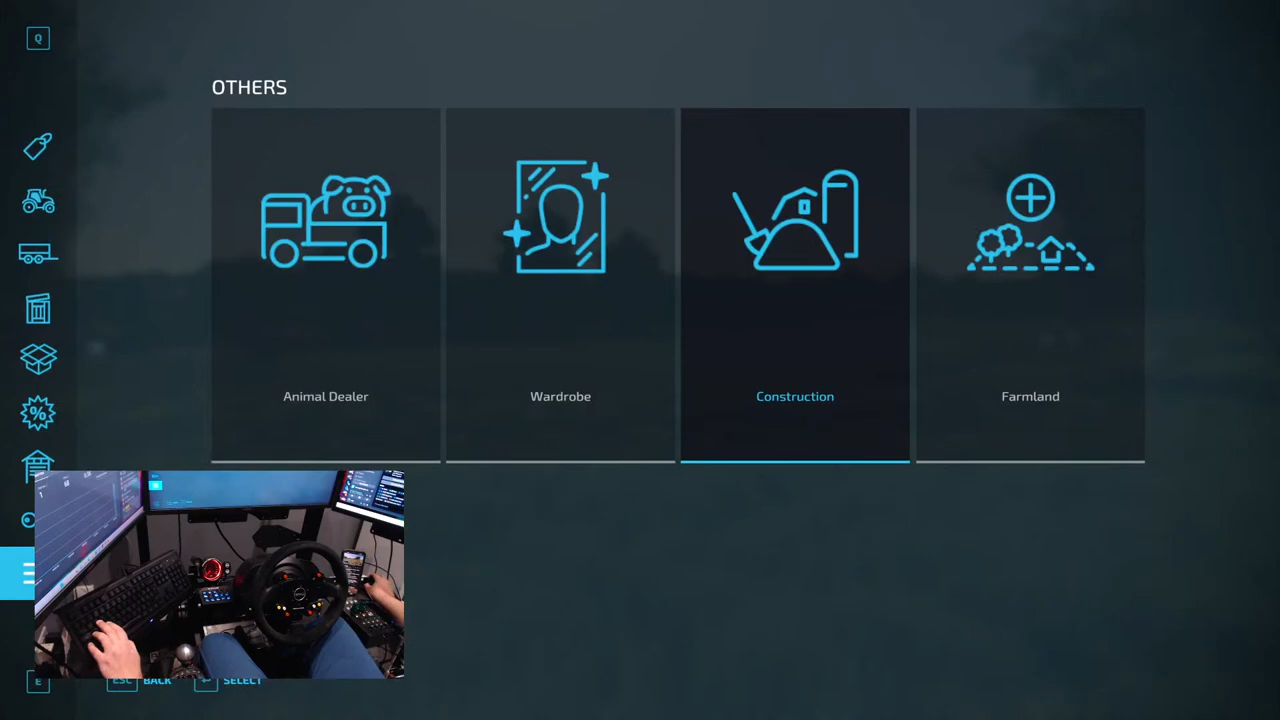 Q
OTHERS
%
Animal Dealer
Wardrobe
Construction
Farmland
E
ESC BACK SELECT